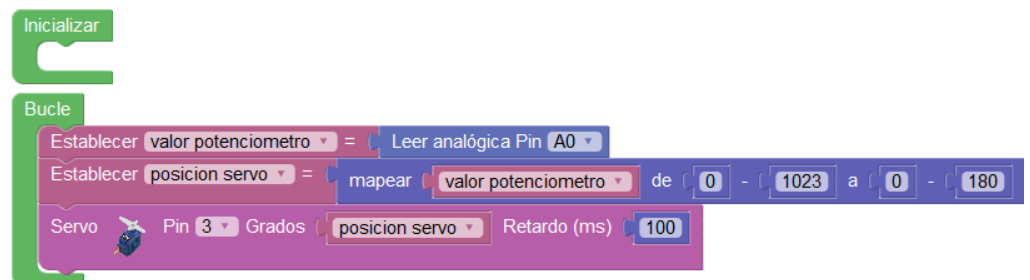 Inicializar
Bucle
Establecer valor potenciometro = Leer analógica Pin A0
Establecer posicion servo = mapear valor potenciometro de 0 - 1023 a 0 - 180
Servo Pin 3 Grados posicion servo Retardo (ms) 100